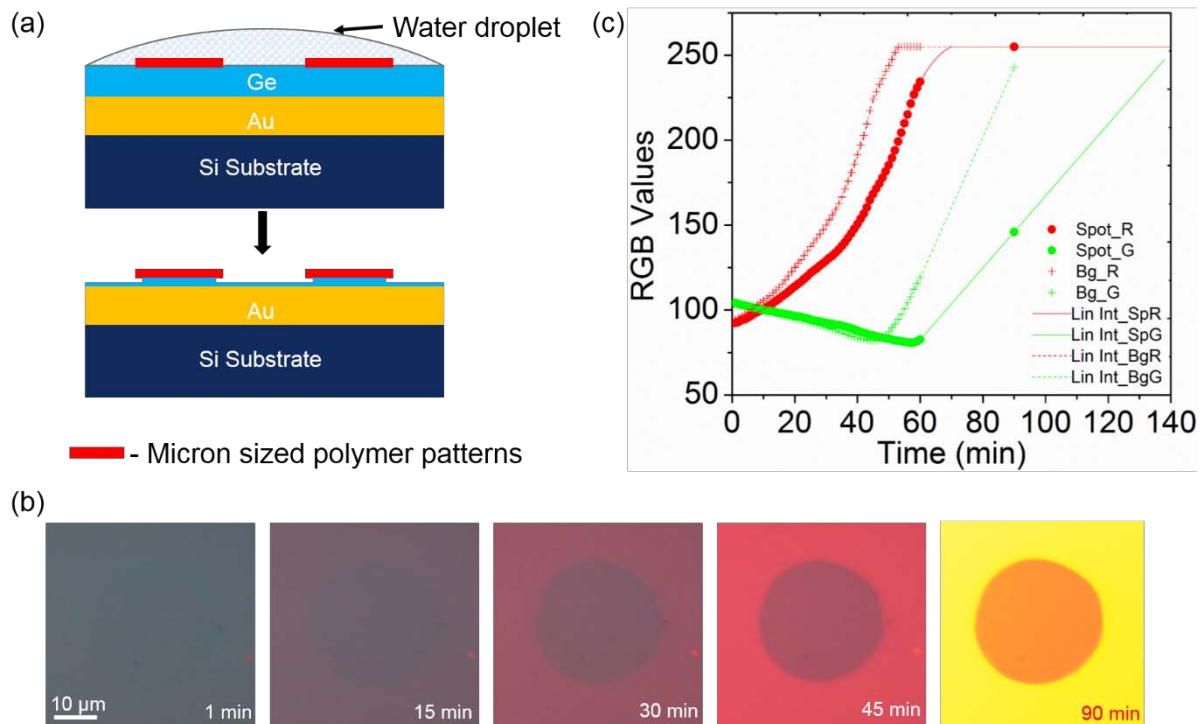 (a)
Water droplet
Ge
Au
Si Substrate
Au
Si Substrate
- Micron sized polymer patterns
(c)
RGB Values
250
200
150
100
50
0 20 40 60 80 100 120 140
Time (min)
Spot_R
Spot_G
Bg_R
Bg_G
Lin Int_SpR
Lin Int_SpG
Lin Int_BgR
Lin Int_BgG
(b)
10 µm
1 min
15 min
30 min
45 min
90 min